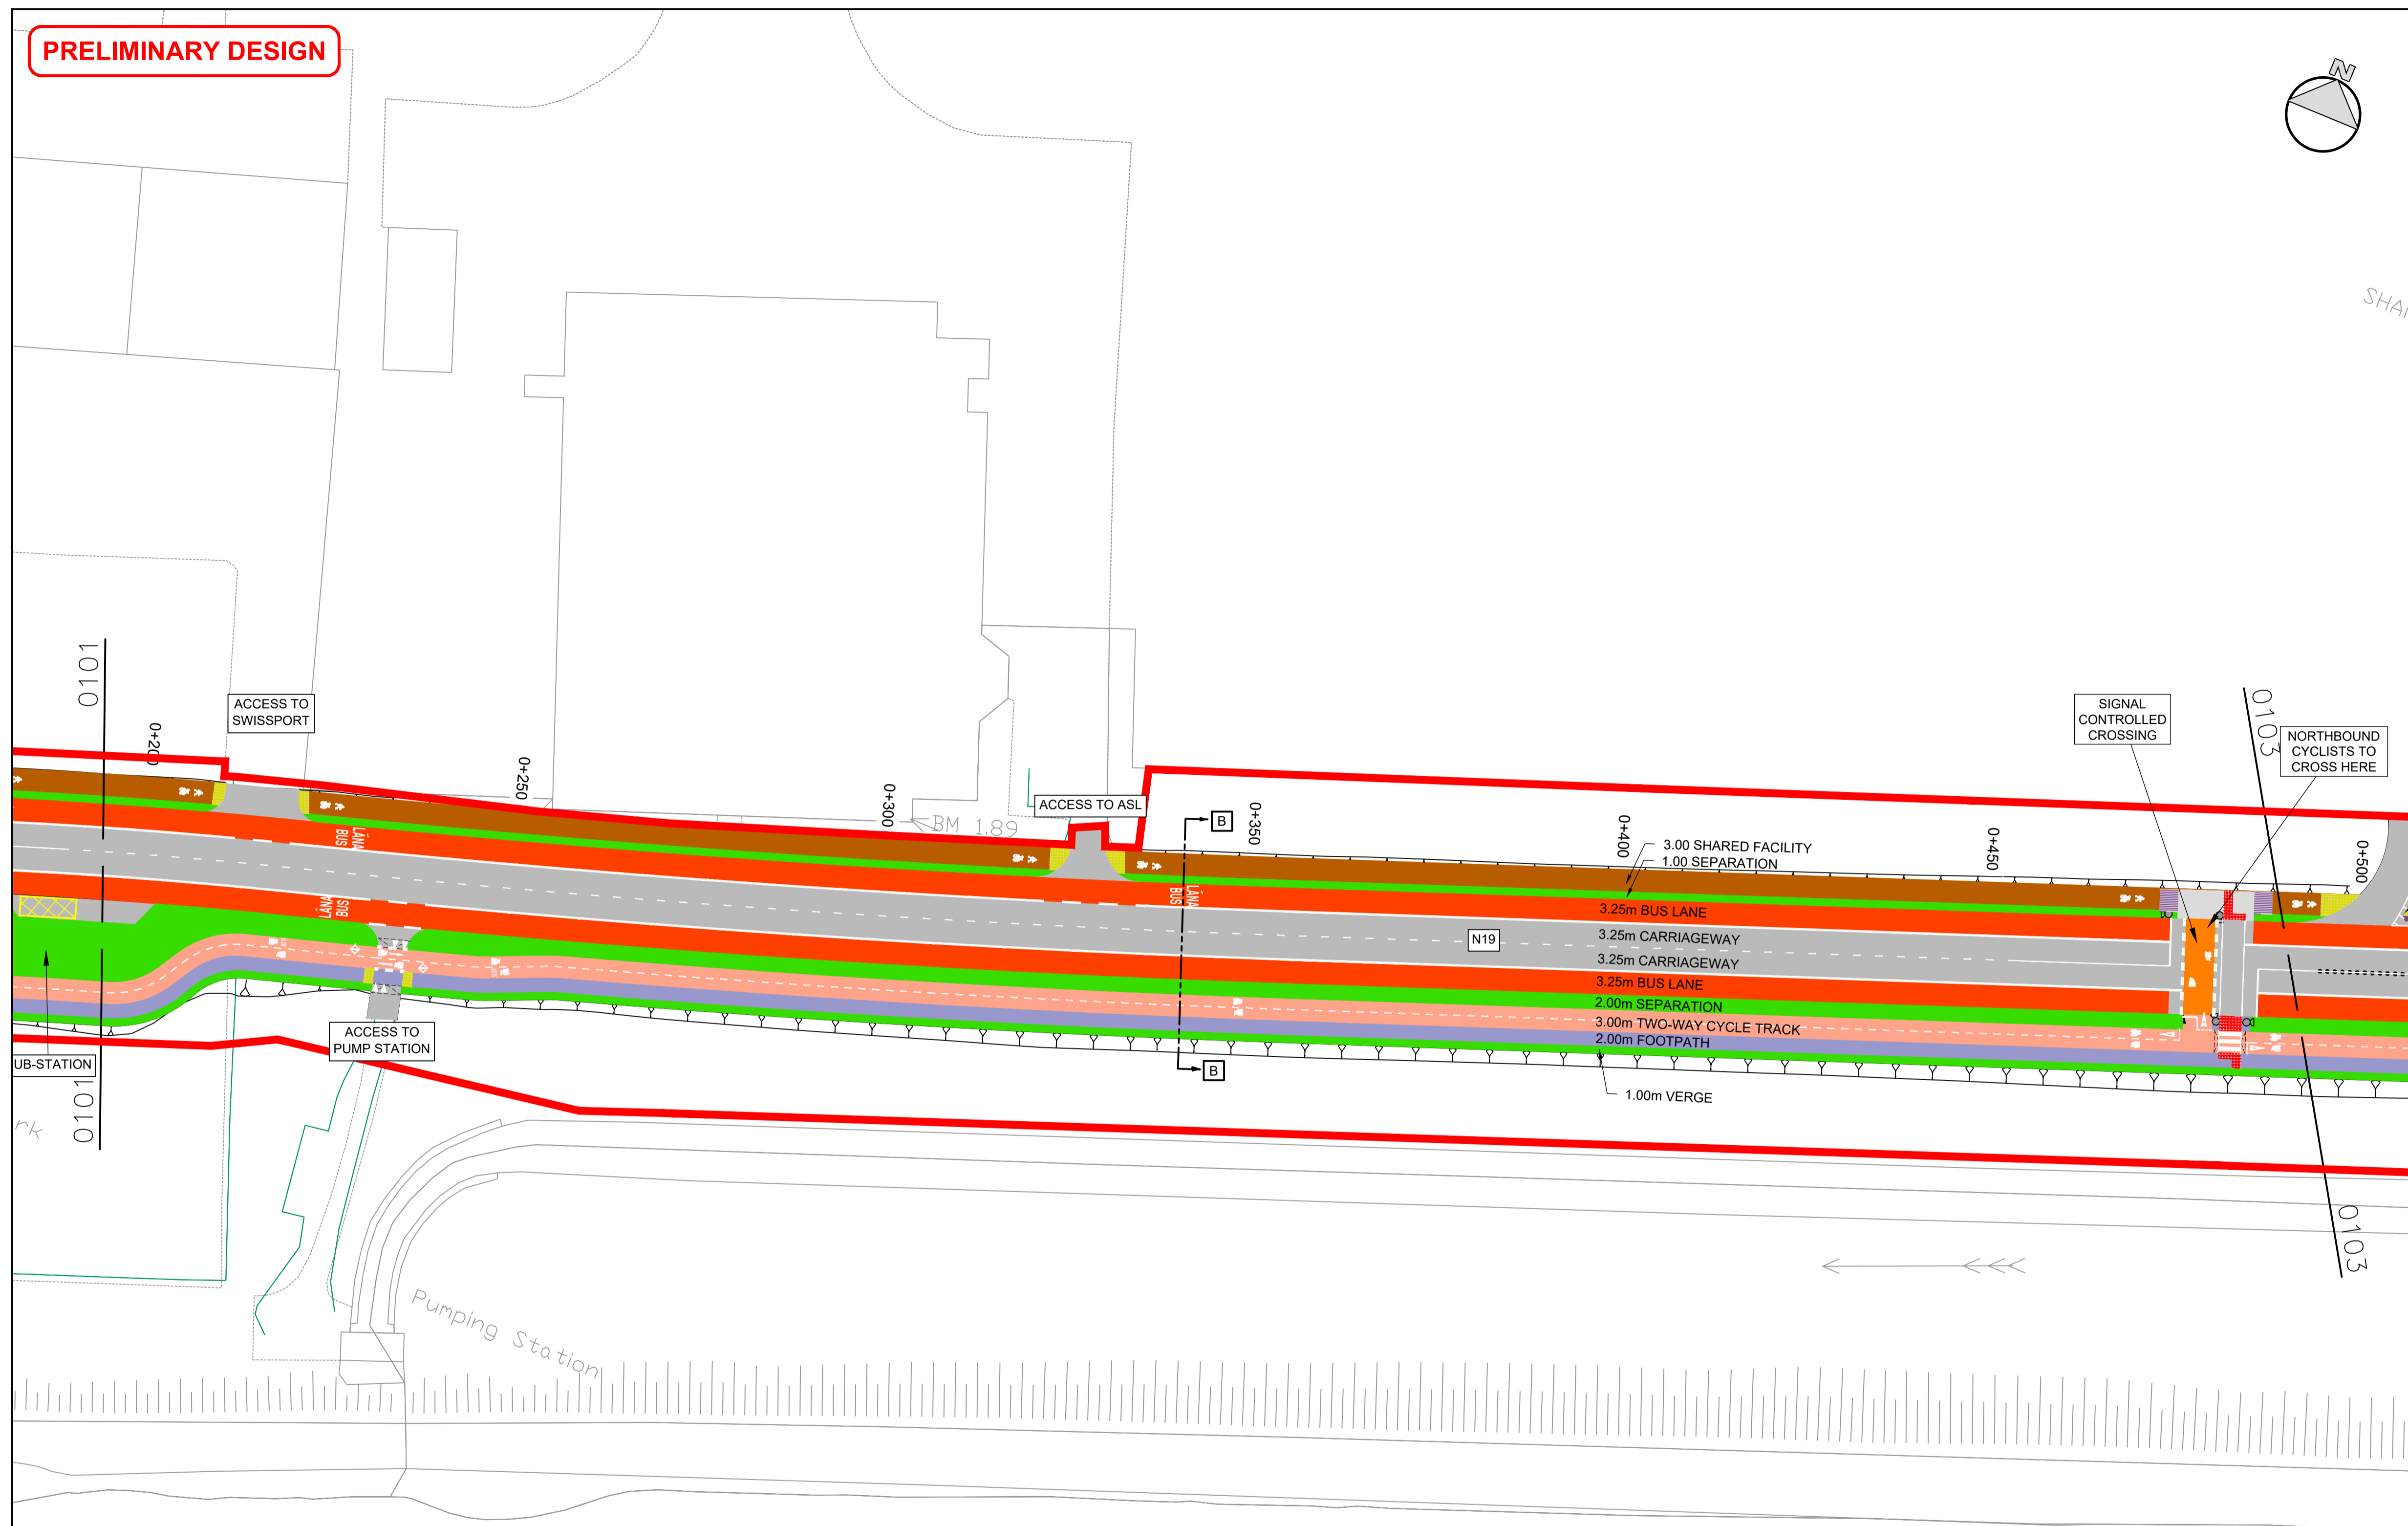 PRELIMINARY DESIGN
N
0101
ACCESS TO
SWISSPORT
0+200
0+250
0+300
BM 1.89
ACCESS TO ASL
B
0+350
0+400
3.00 SHARED FACILITY
1.00 SEPARATION
0+450
SIGNAL
CONTROLLED
CROSSING
0103
NORTHBOUND
CYCLISTS TO
CROSS HERE
0+500
SHA
LÁNA
BUS
LÁNA
BUS
LÁNA
BUS
N19
3.25m BUS LANE
3.25m CARRIAGEWAY
3.25m CARRIAGEWAY
3.25m BUS LANE
2.00m SEPARATION
3.00m TWO-WAY CYCLE TRACK
2.00m FOOTPATH
1.00m VERGE
B
ACCESS TO
PUMP STATION
UB-STATION
0101
rk
0103
Pumping Station